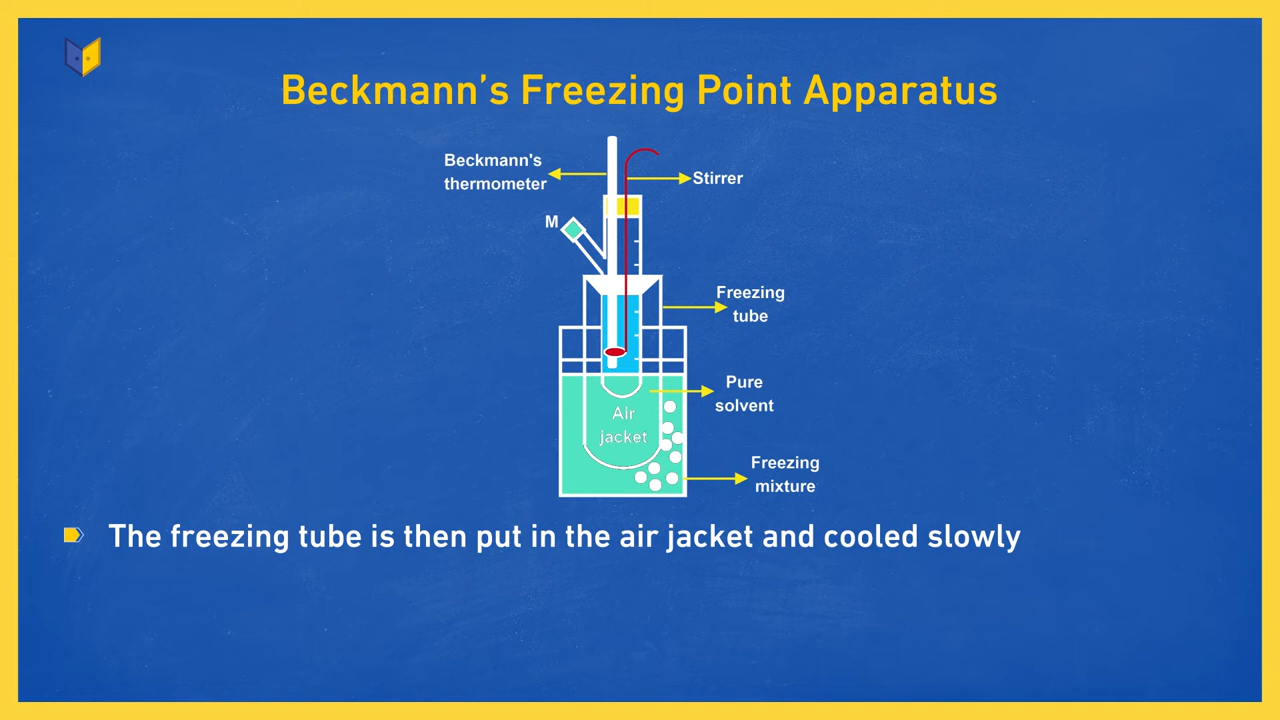 Beckmann’s Freezing Point Apparatus
Beckmann's
thermometer
Stirrer
M
Freezing
tube
Pure
solvent
Air
jacket
Freezing
mixture
The freezing tube is then put in the air jacket and cooled slowly